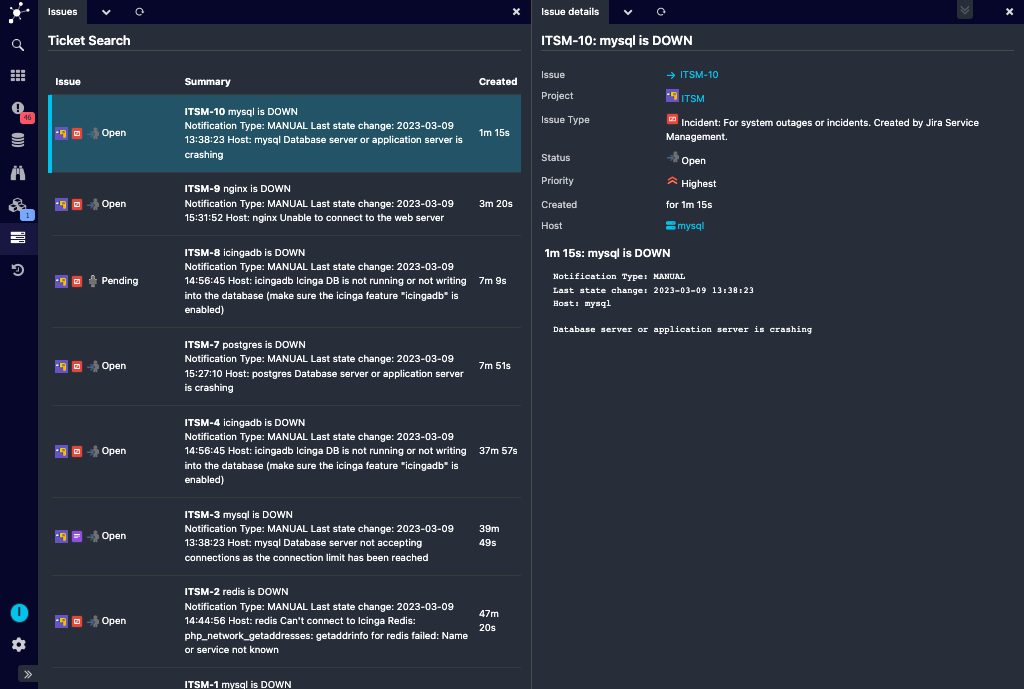 Issues
Ticket Search
Issue Summary Created
ITSM-10 mysql is DOWN
Notification Type: MANUAL Last state change: 2023-03-09
13:38:23 Host: mysql Database server or application server is
crashing
Open
1m 15s
ITSM-9 nginx is DOWN
Notification Type: MANUAL Last state change: 2023-03-09
15:31:52 Host: nginx Unable to connect to the web server
Open
3m 20s
ITSM-8 icingadb is DOWN
Notification Type: MANUAL Last state change: 2023-03-09
14:56:45 Host: icingadb Icinga DB is not running or not writing
into the database (make sure the icinga feature "icingadb" is
enabled)
Pending
7m 9s
ITSM-7 postgres is DOWN
Notification Type: MANUAL Last state change: 2023-03-09
15:27:10 Host: postgres Database server or application server
is crashing
Open
7m 51s
ITSM-4 icingadb is DOWN
Notification Type: MANUAL Last state change: 2023-03-09
14:56:45 Host: icingadb Icinga DB is not running or not writing
into the database (make sure the icinga feature "icingadb" is
enabled)
Open
37m 57s
ITSM-3 mysql is DOWN
Notification Type: MANUAL Last state change: 2023-03-09
13:38:23 Host: mysql Database server not accepting
connections as the connection limit has been reached
Open
39m
49s
ITSM-2 redis is DOWN
Notification Type: MANUAL Last state change: 2023-03-09
14:44:56 Host: redis Can't connect to Icinga Redis:
php_network_getaddresses: getaddrinfo for redis failed: Name
or service not known
Open
47m
20s
ITSM-1 mysql is DOWN
46
1
Issue details
ITSM-10: mysql is DOWN
Issue ITSM-10
Project ITSM
Issue Type Incident: For system outages or incidents. Created by Jira Service
Management.
Status Open
Priority Highest
Created for 1m 15s
Host mysql
1m 15s: mysql is DOWN
Notification Type: MANUAL
Last state change: 2023-03-09 13:38:23
Host: mysql
Database server or application server is crashing